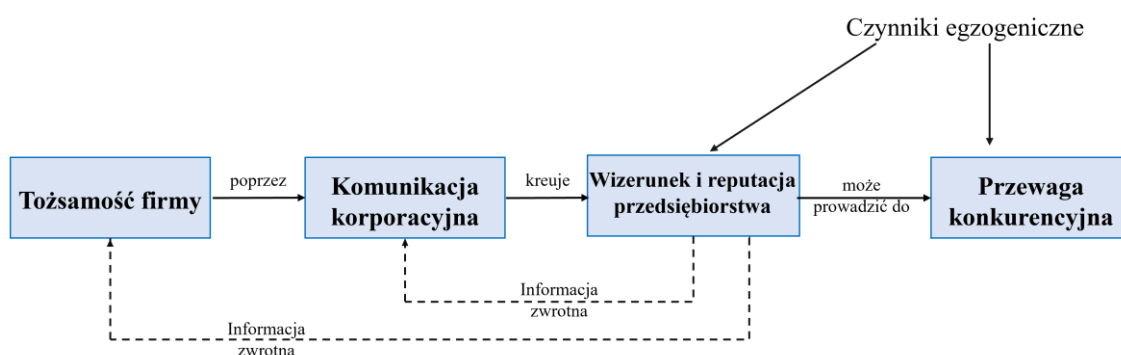 Czynniki egzogeniczne
Tożsamość firmy
poprzez
Komunikacja
korporacyjna
kreuje
Wizerunek i reputacja
przedsiębiorstwa
może
prowadzić do
Przewaga
konkurencyjna
Informacja
zwrotna
Informacja
zwrotna